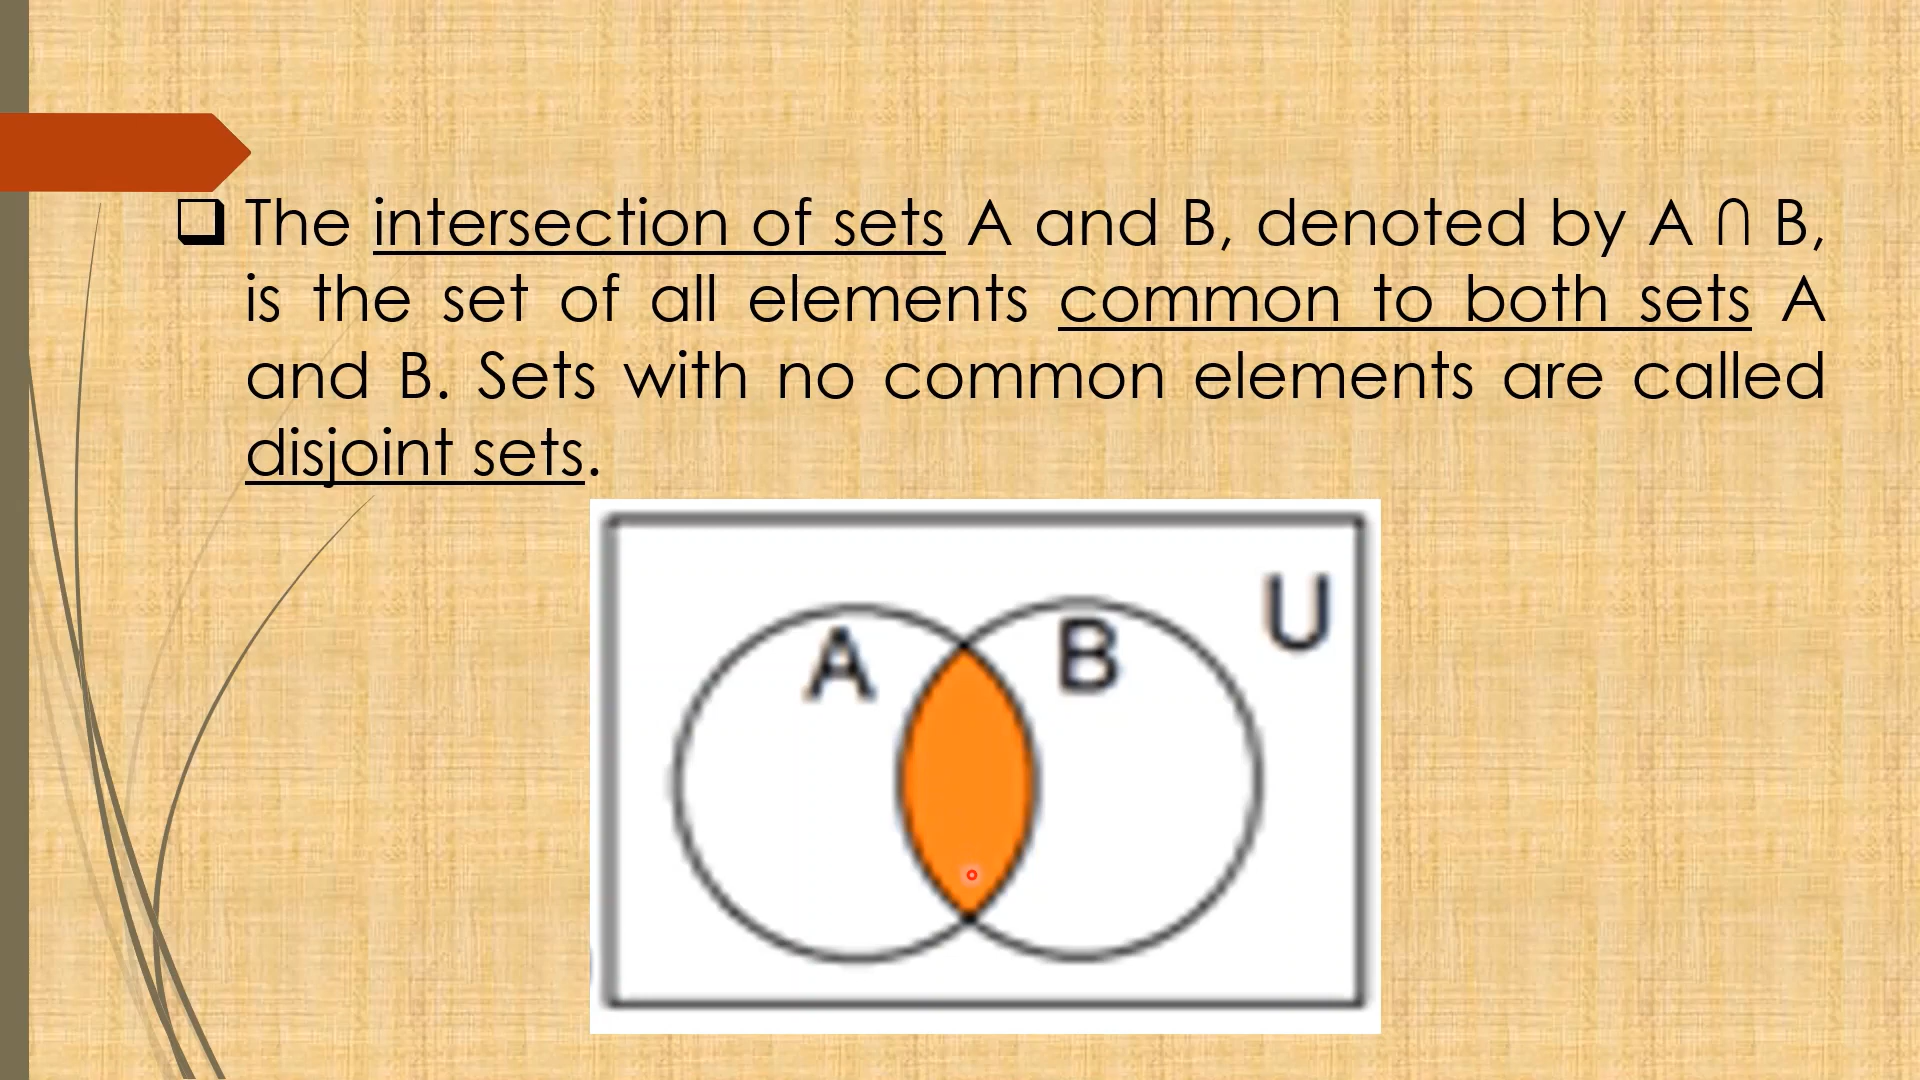 The intersection of sets A and B, denoted by A ∩ B,
is the set of all elements common to both sets A
and B. Sets with no common elements are called
disjoint sets.
U
A
B